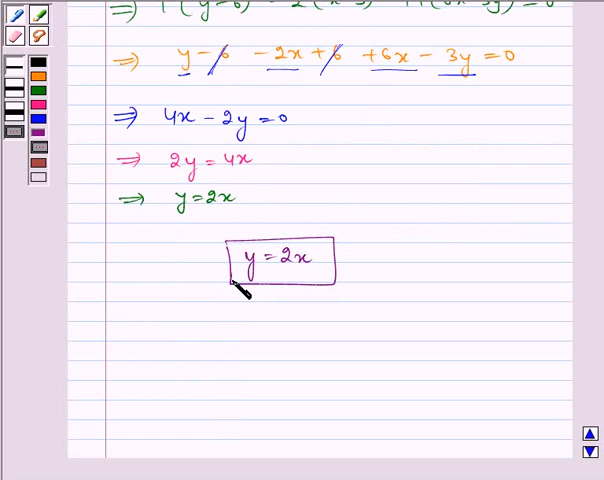 ⇒ y - 6 - 2x + 6 + 6x - 3y = 0
⇒ 4x - 2y = 0
⇒ 2y = 4x
⇒ y = 2x
y = 2x